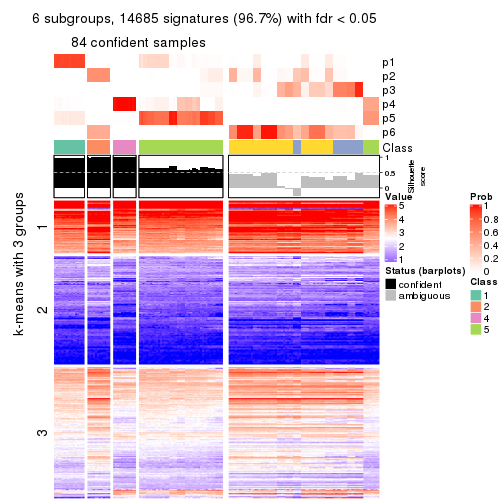 6 subgroups, 14685 signatures (96.7%) with fdr < 0.05
84 confident samples
p1
p2
p3
p4
p5
p6
Class
1
0.5
0
Silhouette
score
k-means with 3 groups
1
2
3
Value
5
4
3
2
1
Status (barplots)
confident
ambiguous
Prob
1
0.8
0.6
0.4
0.2
0
Class
1
2
4
5